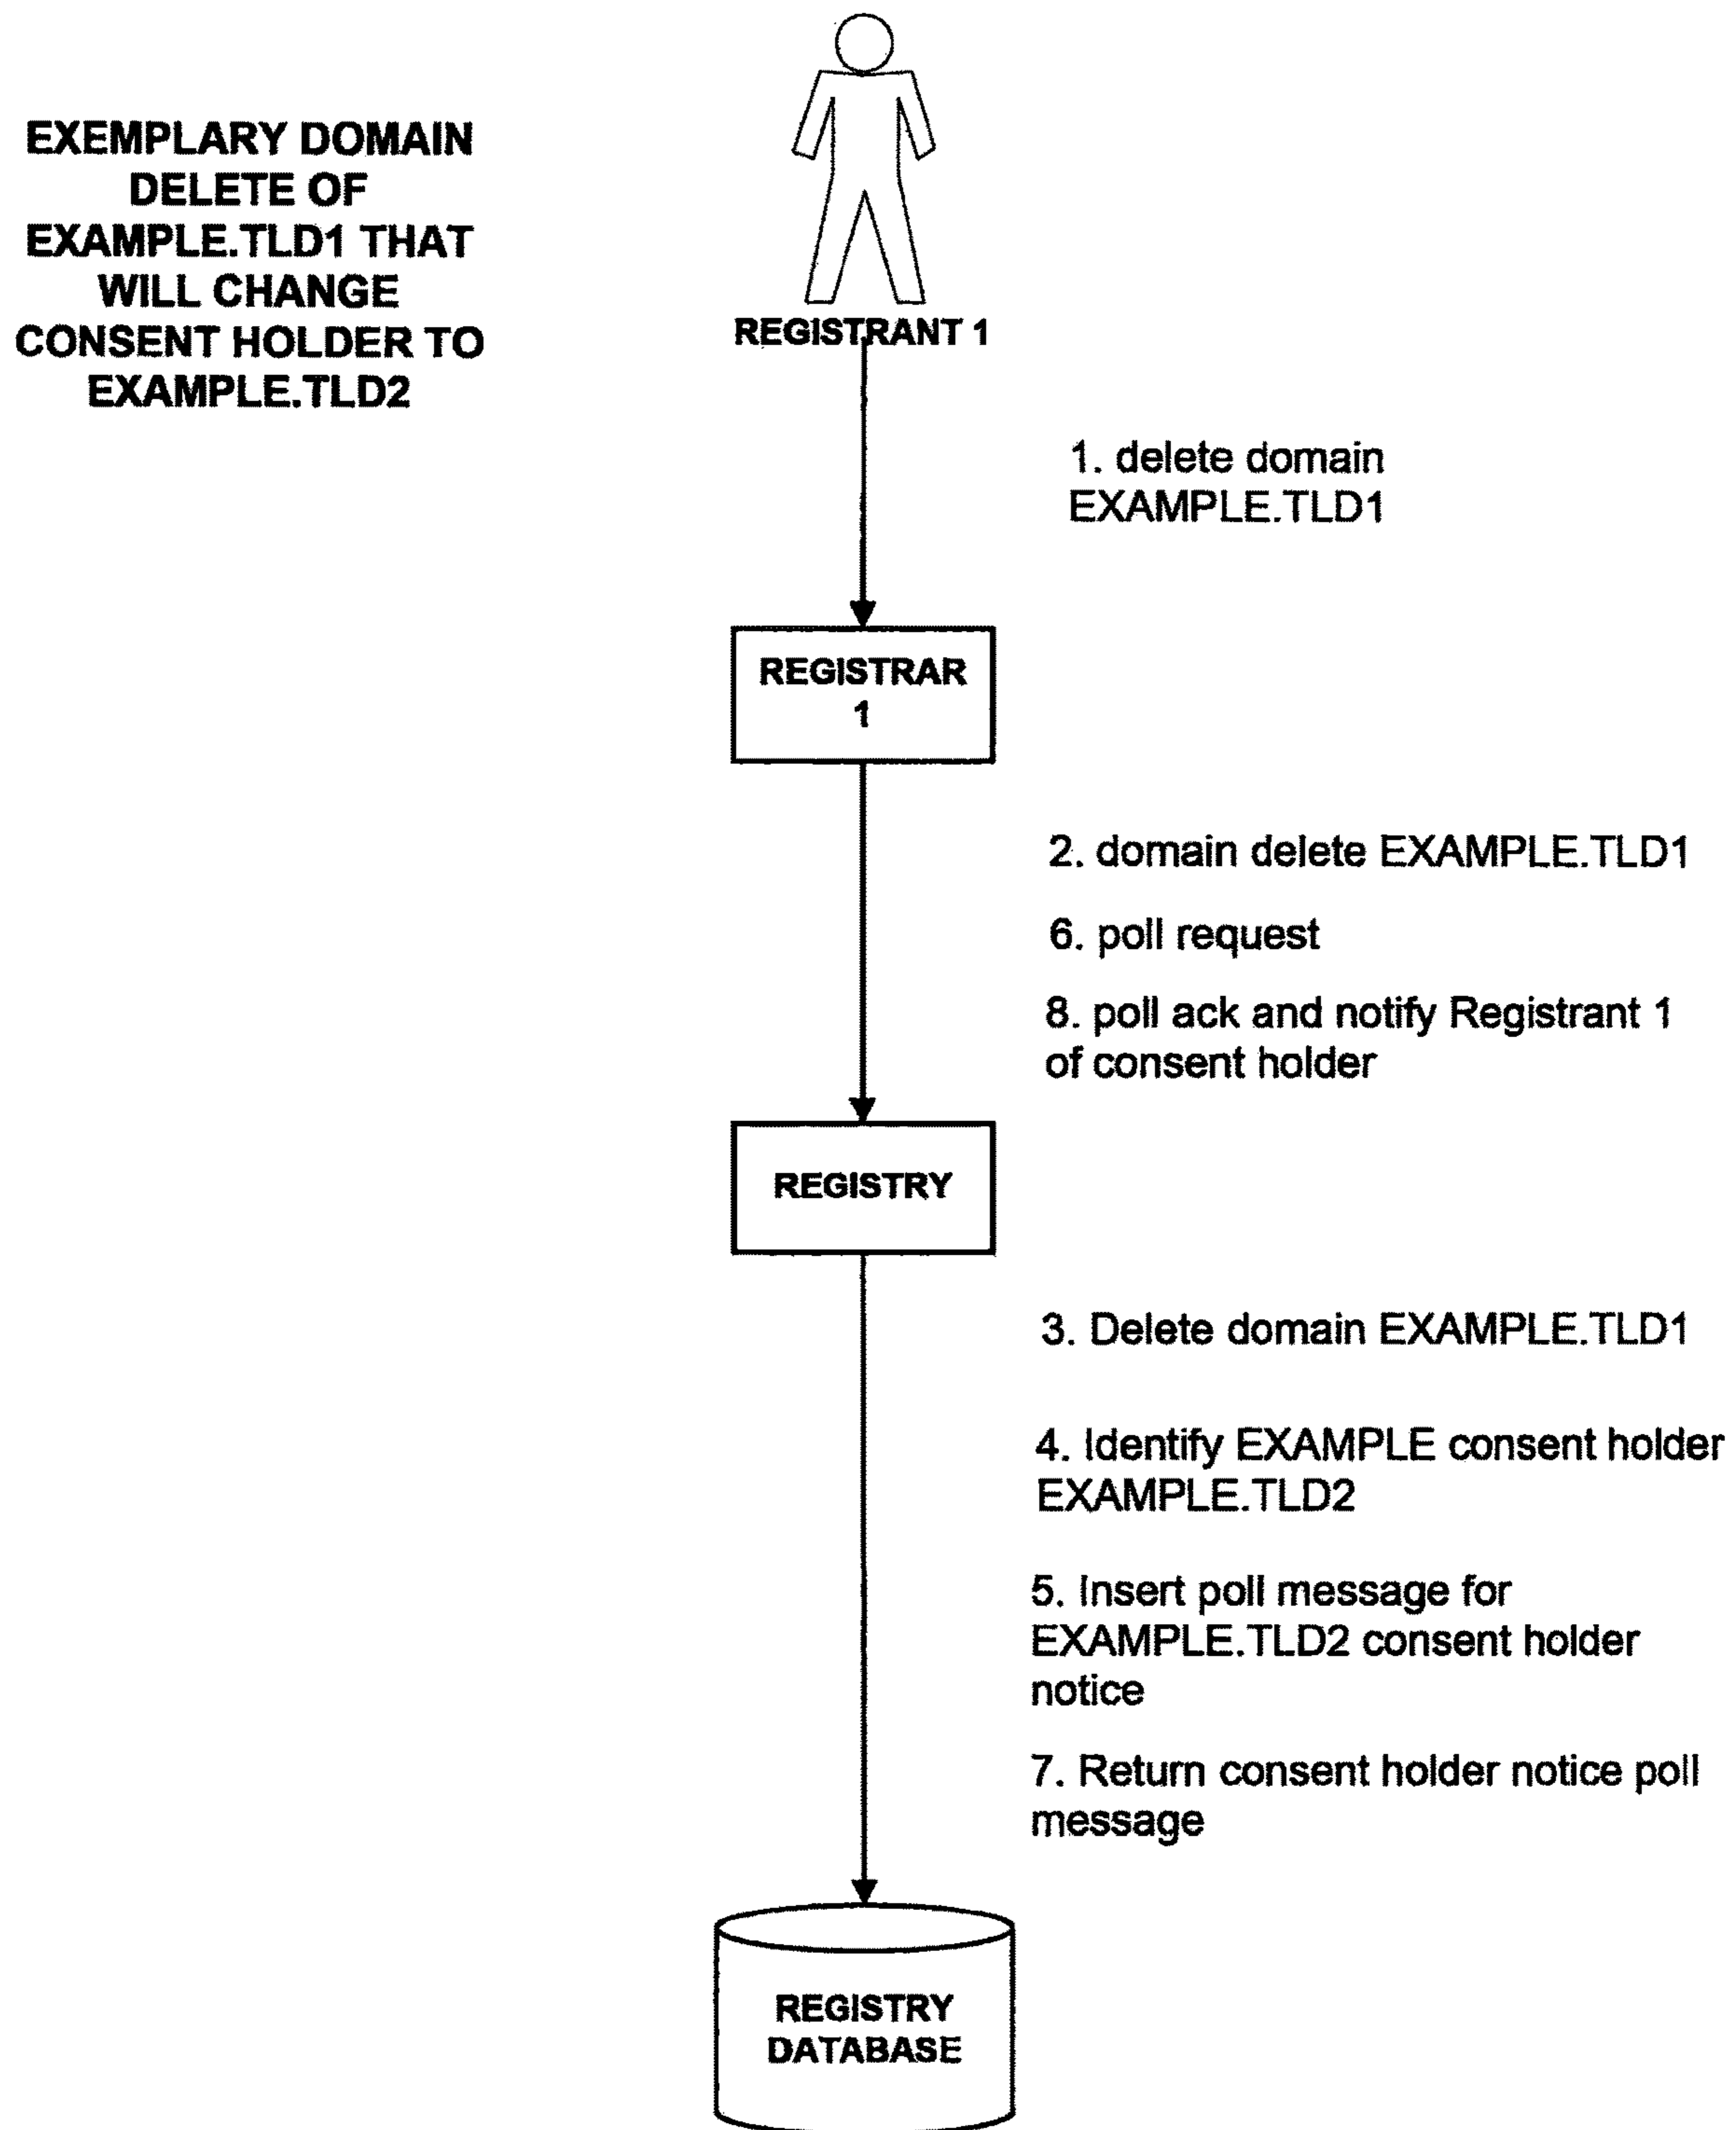 EXEMPLARY DOMAIN
DELETE OF
EXAMPLE.TLD1 THAT
WILL CHANGE
CONSENT HOLDER TO
EXAMPLE.TLD2
REGISTRANT 1
1. delete domain
EXAMPLE.TLD1
REGISTRAR
1
2. domain delete EXAMPLE.TLD1
6. poll request
8. poll ack and notify Registrant 1
of consent holder
REGISTRY
3. Delete domain EXAMPLE.TLD1
4. Identify EXAMPLE consent holder
EXAMPLE.TLD2
5. Insert poll message for
EXAMPLE.TLD2 consent holder
notice
7. Return consent holder notice poll
message
REGISTRY
DATABASE